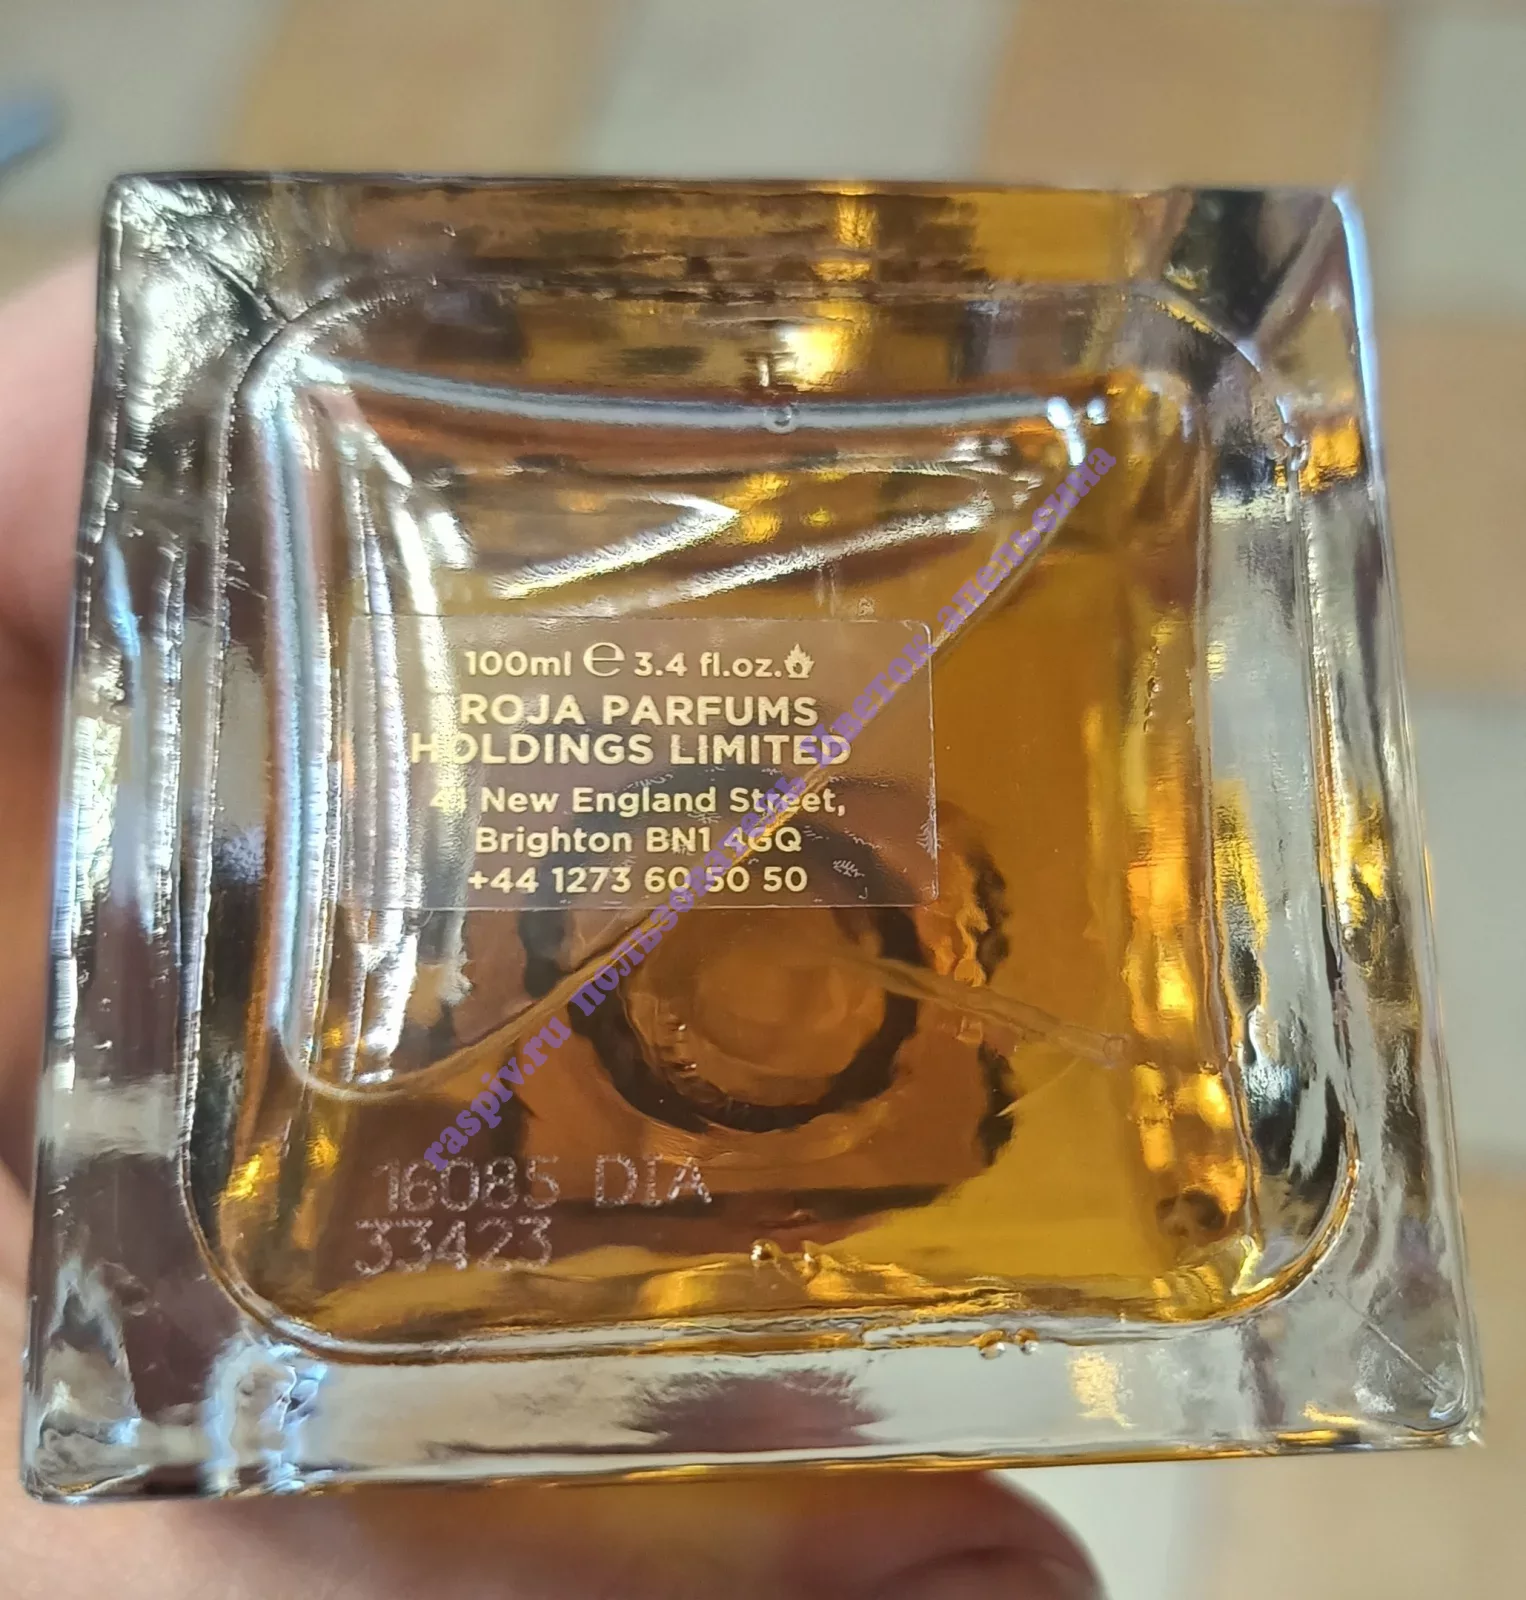 100ml ℮ 3.4 fl.oz.
ROJA PARFUMS
HOLDINGS LIMITED
New England Street,
Brighton BN1
+44 1273 60 50 50
16085 DIA
33423
raspiv.ru пользователь Цветок апельсина